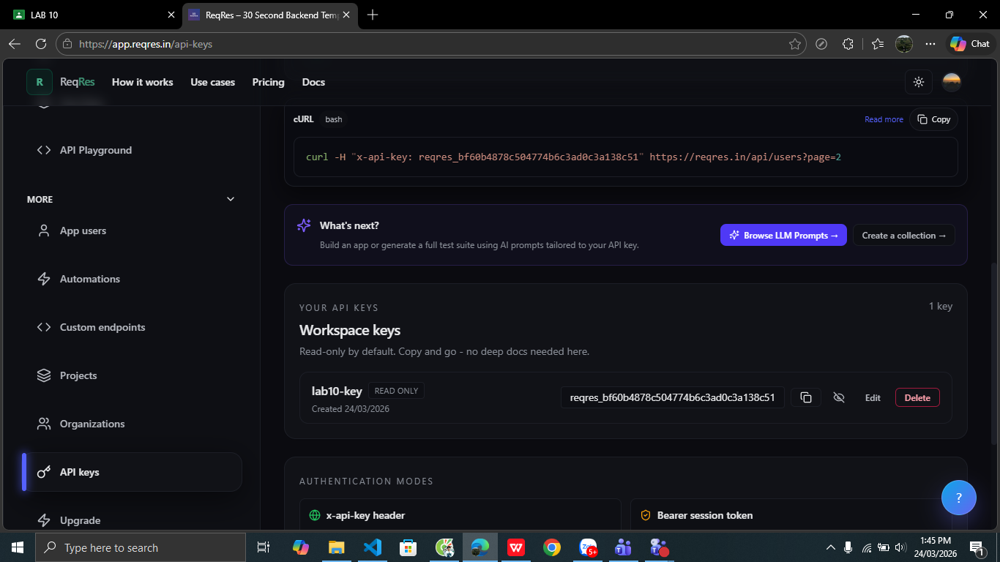 LAB 10
ReqRes – 30 Second Backend Temp
https://app.reqres.in/api-keys
Chat
R
ReqRes
How it works
Use cases
Pricing
Docs
API Playground
MORE
App users
Automations
Custom endpoints
Projects
Organizations
API keys
Upgrade
cURL
bash
Read more
Copy
curl -H "x-api-key: reqres_bf60b4878c504774b6c3ad0c3a138c51" https://reqres.in/api/users?page=2
What's next?
Build an app or generate a full test suite using AI prompts tailored to your API key.
Browse LLM Prompts →
Create a collection →
YOUR API KEYS
1 key
Workspace keys
Read-only by default. Copy and go - no deep docs needed here.
lab10-key
READ ONLY
Created 24/03/2026
reqres_bf60b4878c504774b6c3ad0c3a138c51
Edit
Delete
AUTHENTICATION MODES
x-api-key header
Bearer session token
?
Type here to search
5+
1:45 PM
24/03/2026
1